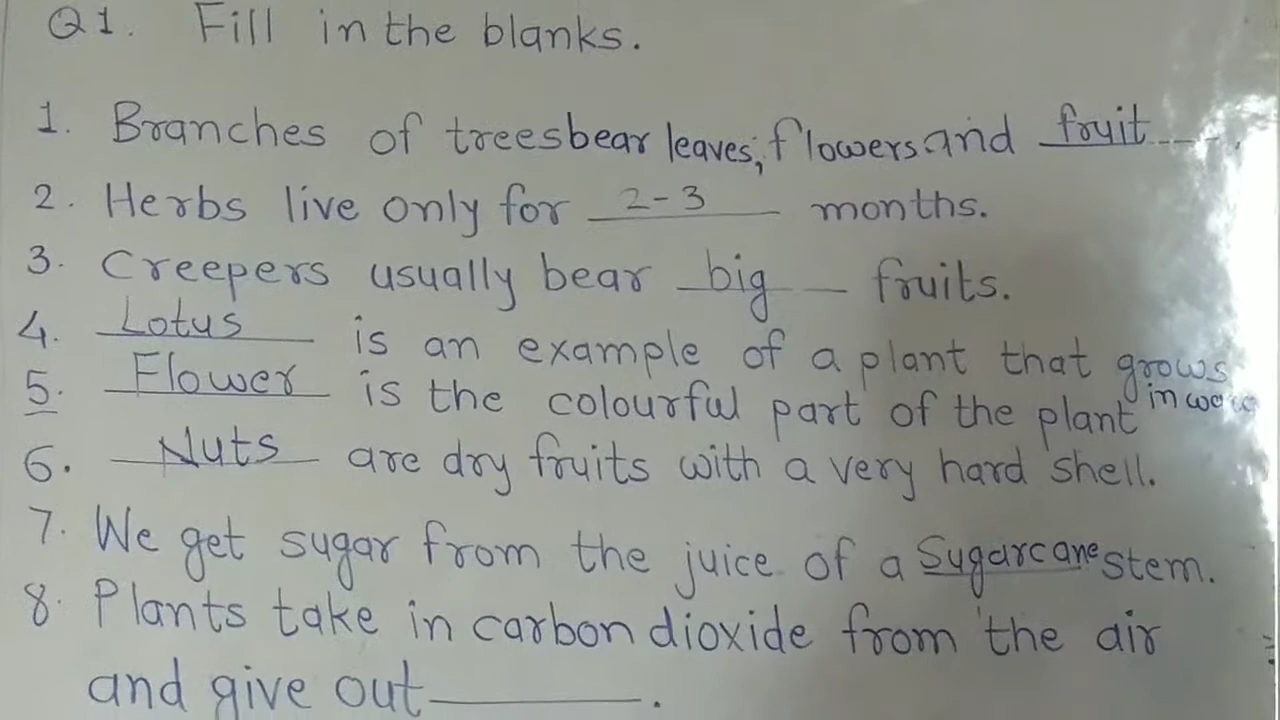 Q1. Fill in the blanks.
1. Branches of trees bear leaves, flowers and fruit.
2. Herbs live only for 2-3 months.
3. Creepers usually bear big fruits.
4. Lotus is an example of a plant that grows
in
5. Flower is the colourful part of the plant
6. Nuts are dry fruits with a very hard shell.
7. We get sugar from the juice of a Sugarcane stem.
8. Plants take in carbon dioxide from the air
and give out ______.